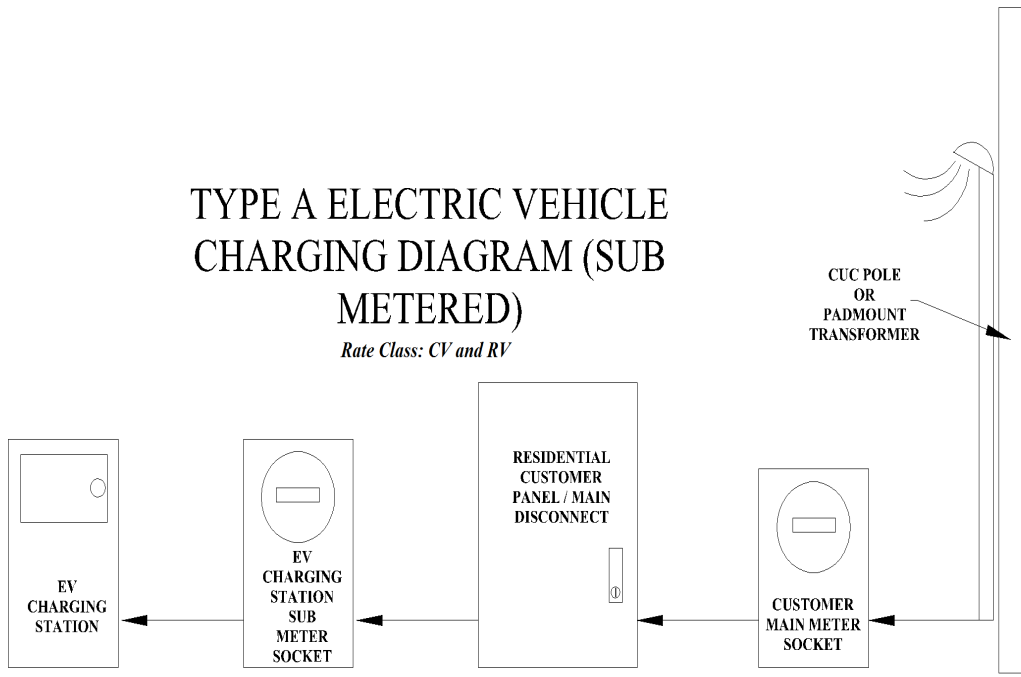 TYPE A ELECTRIC VEHICLE
CHARGING DIAGRAM (SUB
METERED)
Rate Class: CV and RV
CUC POLE
OR
PADMOUNT
TRANSFORMER
EV
CHARGING
STATION
EV
CHARGING
STATION
SUB
METER
SOCKET
RESIDENTIAL
CUSTOMER
PANEL / MAIN
DISCONNECT
CUSTOMER
MAIN METER
SOCKET